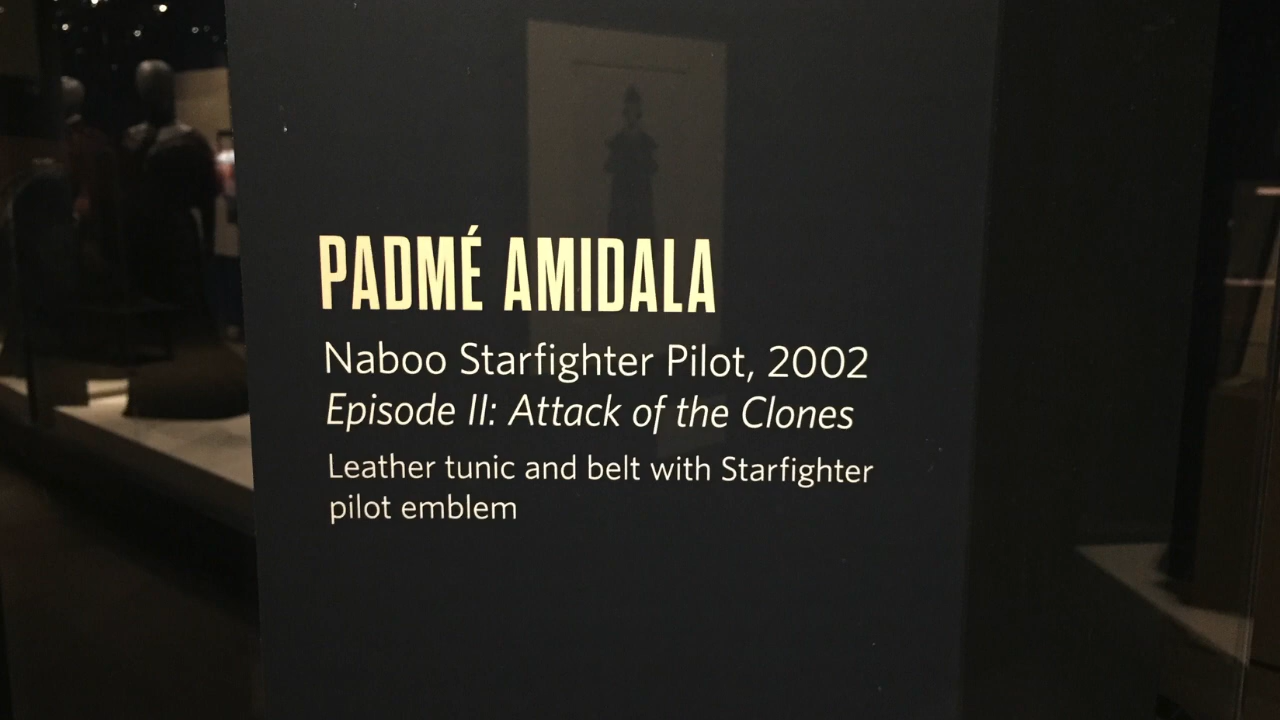 PADMÉ AMIDALA
Naboo Starfighter Pilot, 2002
Episode II: Attack of the Clones
Leather tunic and belt with Starfighter
pilot emblem